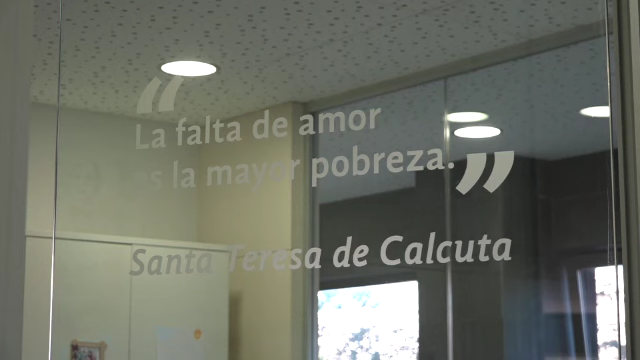 “La falta de amor
es la mayor pobreza.”
Santa Teresa de Calcuta